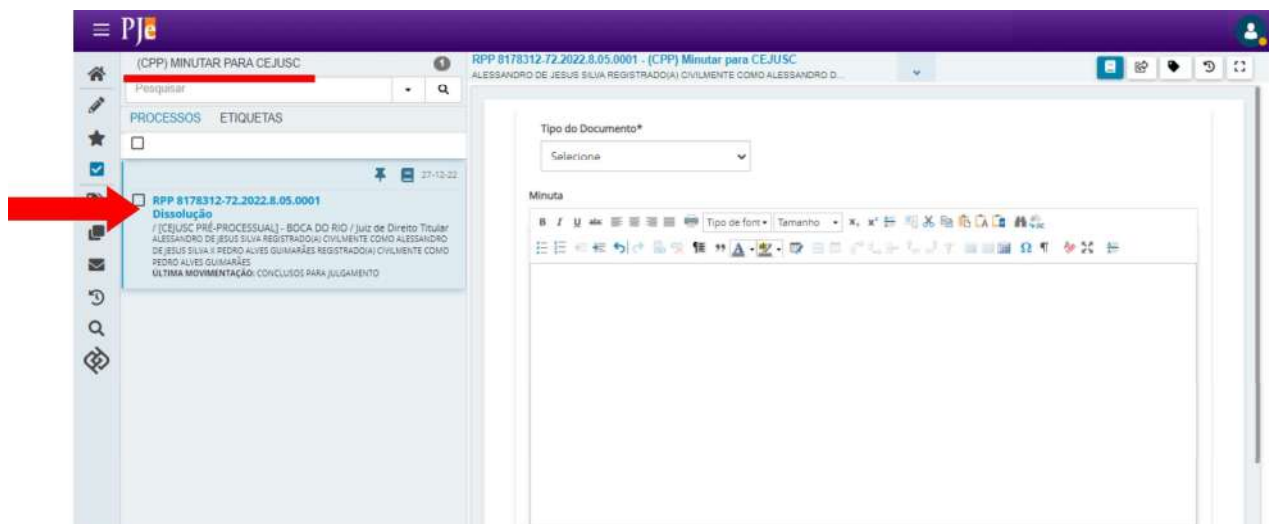 PJe
(CPP) MINUTAR PARA CEJUSC 1
Pesquisar
PROCESSOS ETIQUETAS
27-12-22
RPP 8178312-72.2022.8.05.0001
Dissolução
/ [CEJUSC PRÉ-PROCESSUAL] - BOCA DO RIO / Juiz de Direito Titular
ALESSANDRO DE JESUS SILVA REGISTRADO(A) CIVILMENTE COMO ALESSANDRO
DE JESUS SILVA X PEDRO ALVES GUIMARÃES REGISTRADO(A) CIVILMENTE COMO
PEDRO ALVES GUIMARÃES
ÚLTIMA MOVIMENTAÇÃO: CONCLUSOS PARA JULGAMENTO
RPP 8178312-72.2022.8.05.0001 - (CPP) Minutar para CEJUSC
ALESSANDRO DE JESUS SILVA REGISTRADO(A) CIVILMENTE COMO ALESSANDRO D...
Tipo do Documento*
Selecione
Minuta
B I U abc Tipo de font Tamanho x, x²
A Ω ¶